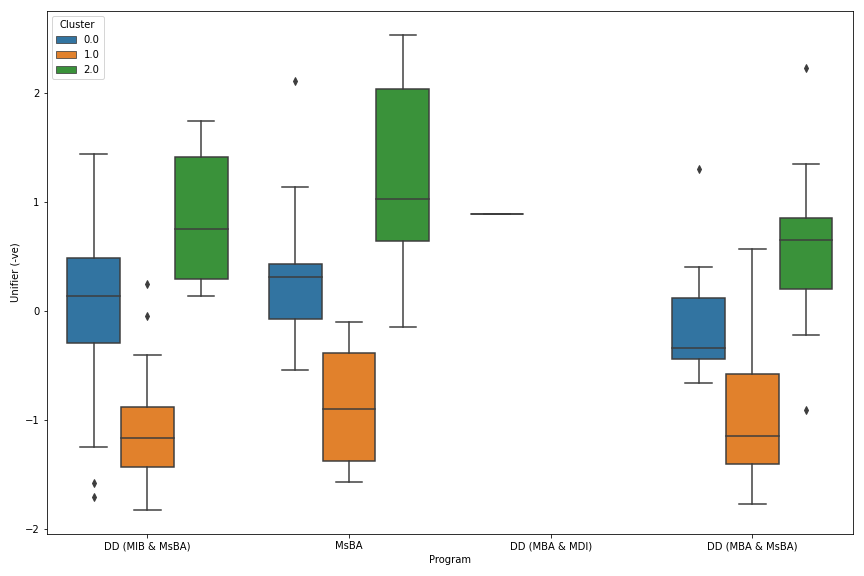 Cluster
0.0
1.0
2.0
Unifier (-ve)
2
1
0
−1
−2
DD (MIB & MsBA)
MsBA
DD (MBA & MDI)
DD (MBA & MsBA)
Program